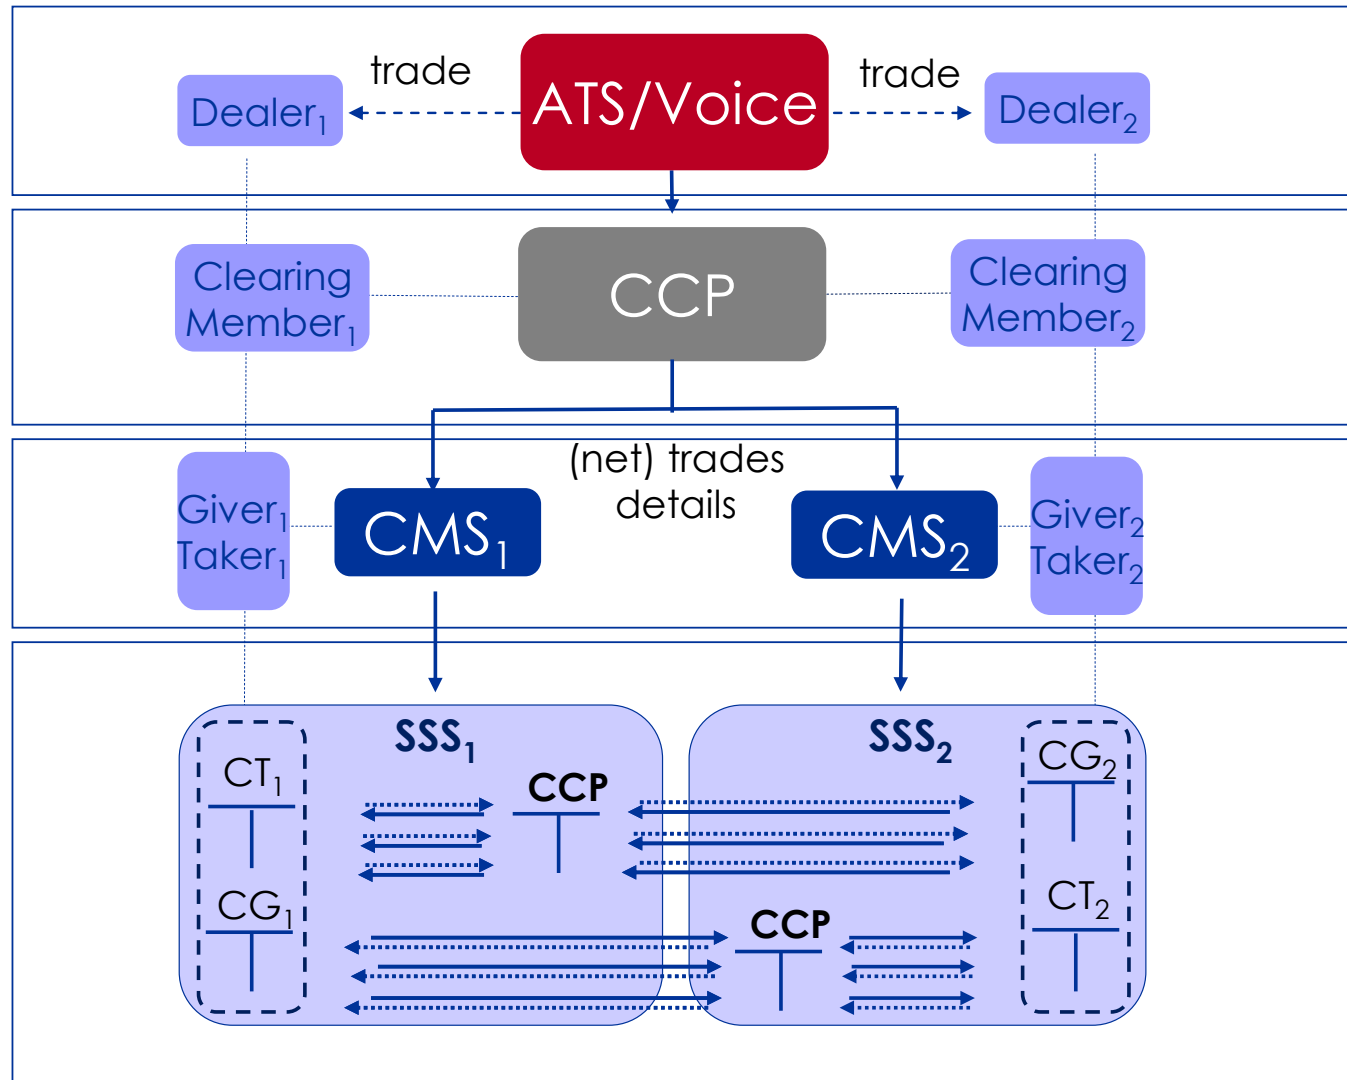 trade
trade
ATS/Voice
Dealer₁
Dealer₂
Clearing
Member₁
CCP
Clearing
Member₂
(net) trades
details
Giver₁
Taker₁
CMS₁
CMS₂
Giver₂
Taker₂
SSS₁
SSS₂
CT₁
CCP
CG₂
CG₁
CCP
CT₂